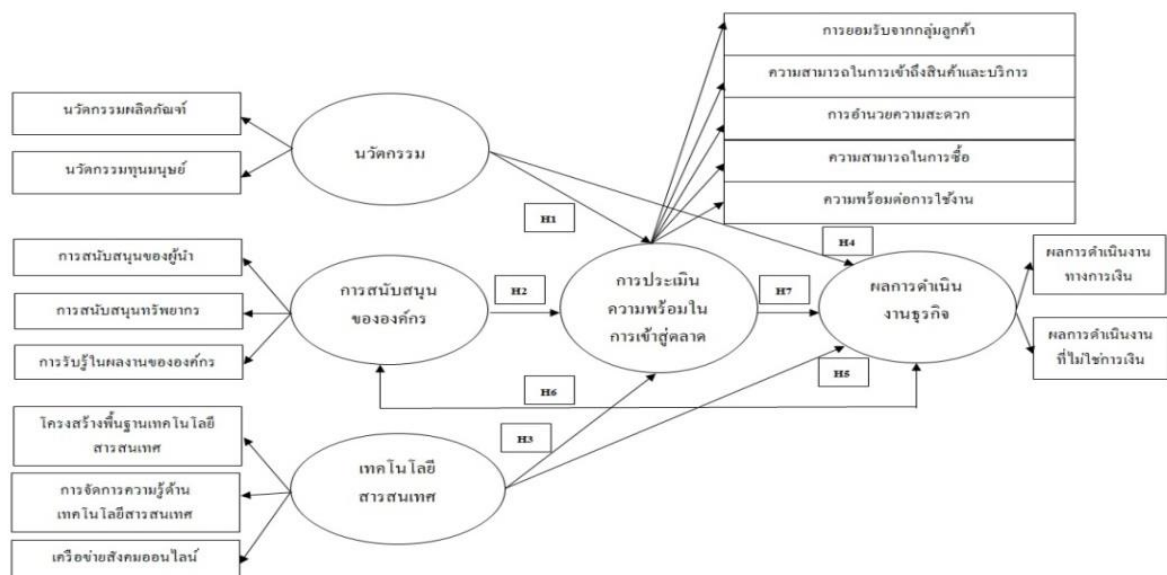 การยอมรับจากกลุ่มลูกค้า
ความสามารถในการเข้าถึงสินค้าและบริการ
การอำนวยความสะดวก
ความสามารถในการซื้อ
ความพร้อมต่อการใช้งาน
นวัตกรรมผลิตภัณฑ์
นวัตกรรมทุนมนุษย์
นวัตกรรม
H1
H4
การสนับสนุนของผู้นำ
การสนับสนุนทรัพยากร
การรับรู้ในผลงานขององค์กร
การสนับสนุน
ขององค์กร
H2
การประเมิน
ความพร้อมใน
การเข้าสู่ตลาด
H7
ผลการดำเนิน
งานธุรกิจ
ผลการดำเนินงาน
ทางการเงิน
ผลการดำเนินงาน
ที่ไม่ใช่การเงิน
H5
H6
H3
โครงสร้างพื้นฐานเทคโนโลยี
สารสนเทศ
การจัดการความรู้ด้าน
เทคโนโลยีสารสนเทศ
เครือข่ายสังคมออนไลน์
เทคโนโลยี
สารสนเทศ